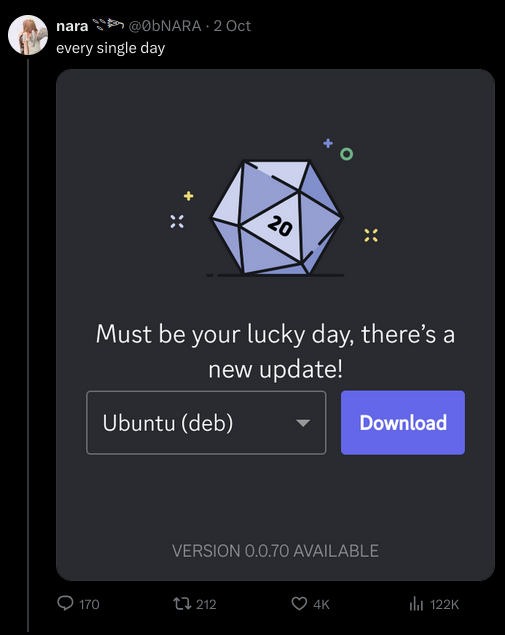 nara @0bNARA · 2 Oct
every single day
20
Must be your lucky day, there’s a
new update!
Ubuntu (deb)
Download
VERSION 0.0.70 AVAILABLE
170 212 4K 122K